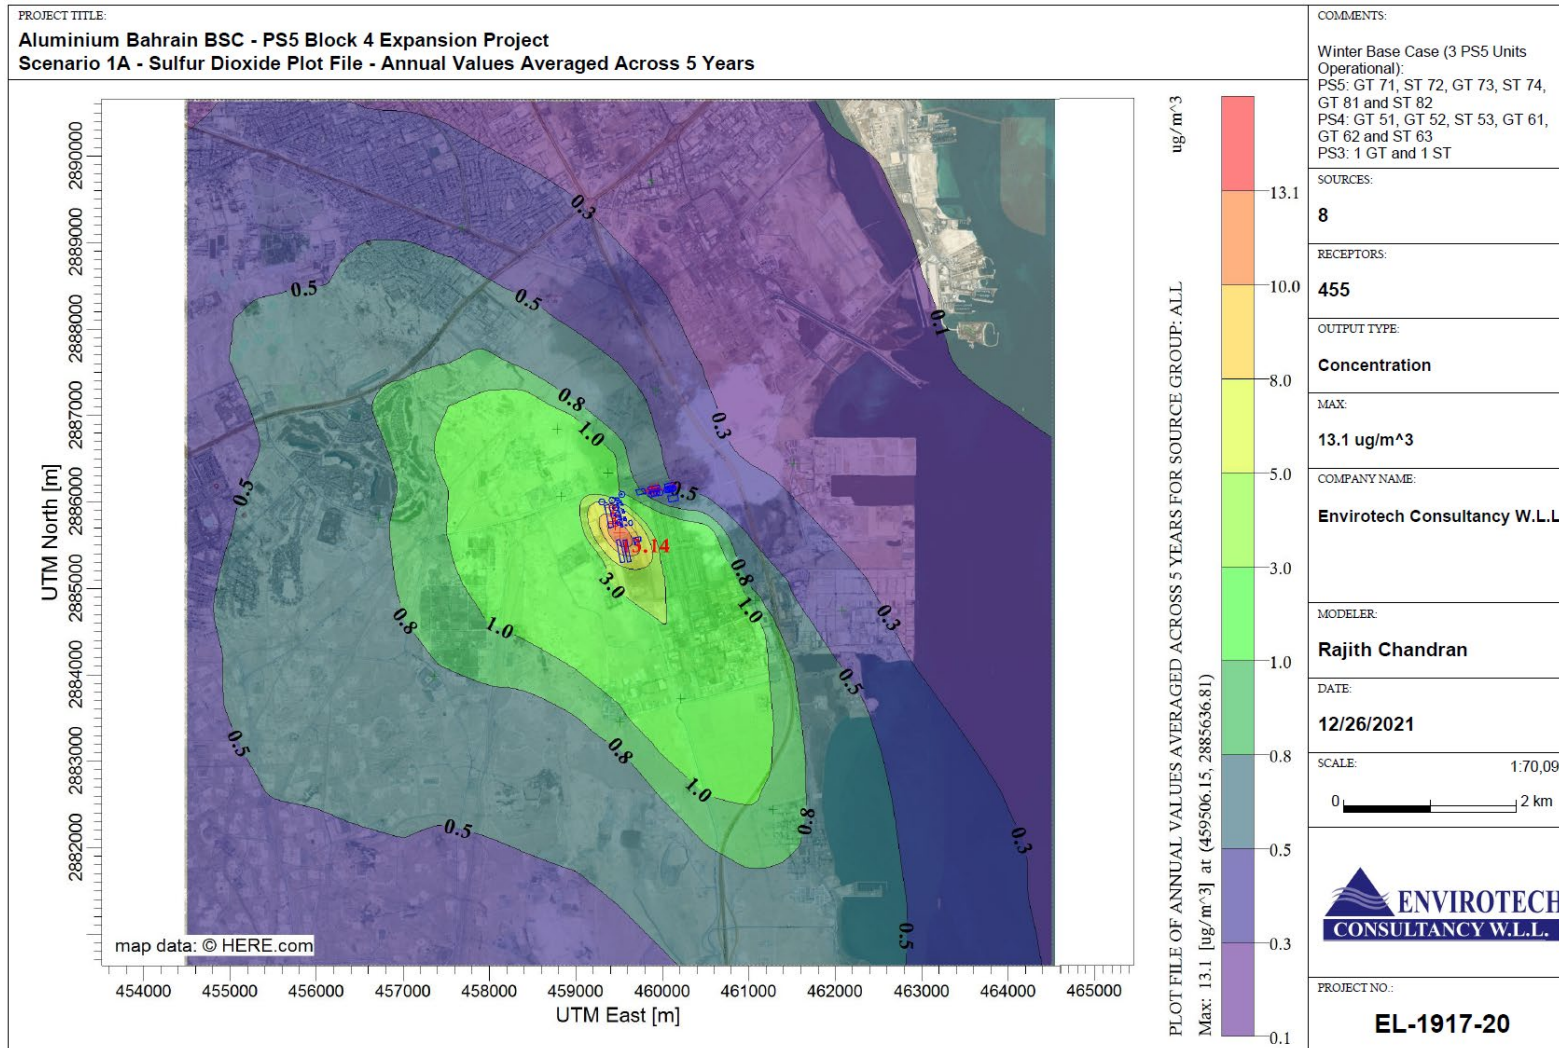 PROJECT TITLE:
Aluminium Bahrain BSC - PS5 Block 4 Expansion Project
Scenario 1A - Sulfur Dioxide Plot File - Annual Values Averaged Across 5 Years
UTM North [m]
2890000
2889000
2888000
2887000
2886000
2885000
2884000
2883000
2882000
0.3
0.5
0.5
0.1
0.8
0.3
1.0
0.5
0.5
3.0
0.8
1.0
0.8
1.0
0.3
0.5
0.5
0.8
1.0
0.8
0.3
0.5
0.5
map data: © HERE.com
454000
455000
456000
457000
458000
459000
460000
461000
462000
463000
464000
465000
UTM East [m]
PLOT FILE OF ANNUAL VALUES AVERAGED ACROSS 5 YEARS FOR SOURCE GROUP: ALL
ug/m^3
Max: 13.1 [ug/m^3] at (459506.15, 2885636.81)
13.1
10.0
8.0
5.0
3.0
1.0
0.8
0.5
0.3
0.1
COMMENTS:
Winter Base Case (3 PS5 Units
Operational):
PS5: GT 71, ST 72, GT 73, ST 74,
GT 81 and ST 82
PS4: GT 51, GT 52, ST 53, GT 61,
GT 62 and ST 63
PS3: 1 GT and 1 ST
SOURCES:
8
RECEPTORS:
455
OUTPUT TYPE:
Concentration
MAX:
13.1 ug/m^3
COMPANY NAME:
Envirotech Consultancy W.L.L
MODELER:
Rajith Chandran
DATE:
12/26/2021
SCALE:
1:70,09
0
2 km
ENVIROTECH
CONSULTANCY W.L.L.
PROJECT NO.:
EL-1917-20